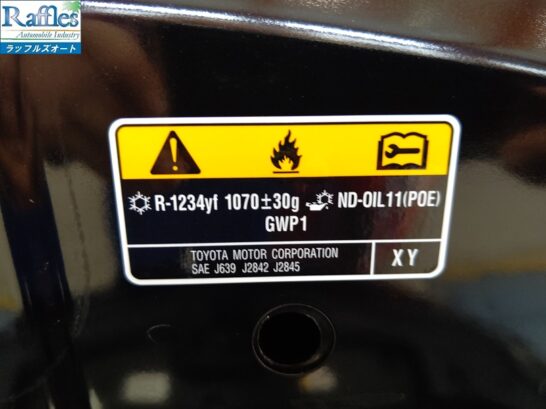 Raffles
Automobile Industry
ラッフルズオート
R-1234yf 1070±30g ND-OIL11(POE)
GWP1
TOYOTA MOTOR CORPORATION
SAE J639 J2842 J2845
XY